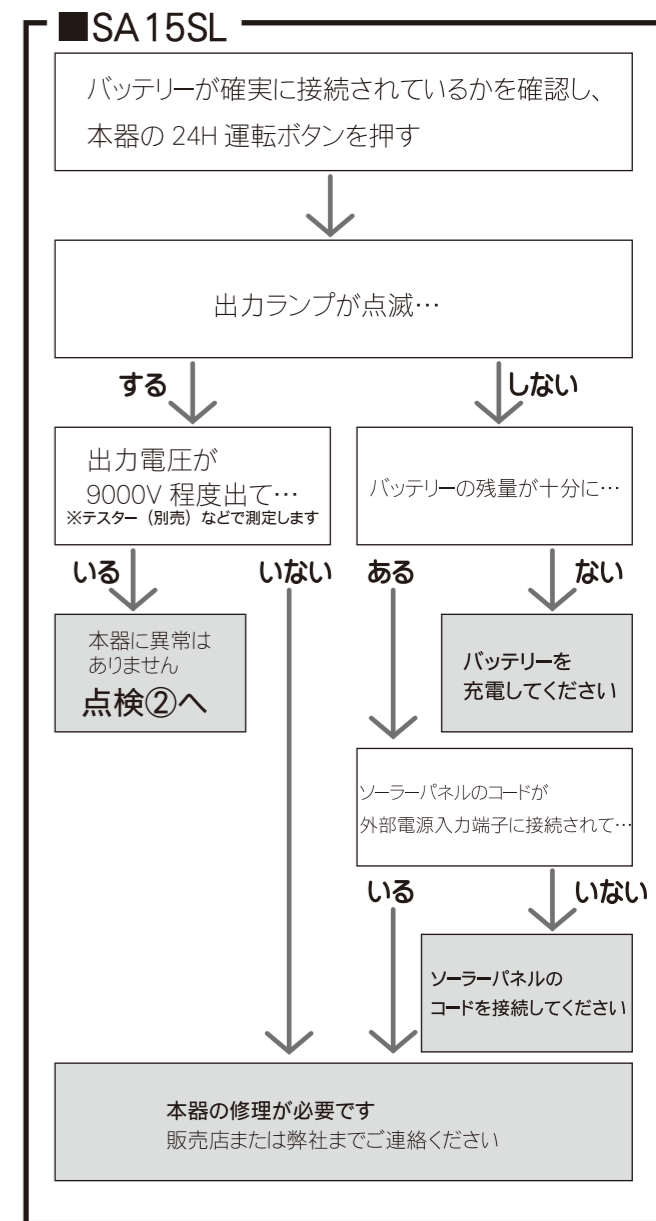 ■SA15SL
バッテリーが確実に接続されているかを確認し、
本器の 24H 運転ボタンを押す
出力ランプが点滅…
する
しない
出力電圧が
9000V 程度出て…
※テスター（別売）などで測定します
バッテリーの残量が十分に…
いる
いない
ある
ない
本器に異常は
ありません
点検②へ
バッテリーを
充電してください
ソーラーパネルのコードが
外部電源入力端子に接続されて…
いる
いない
ソーラーパネルの
コードを接続してください
本器の修理が必要です
販売店または弊社までご連絡ください